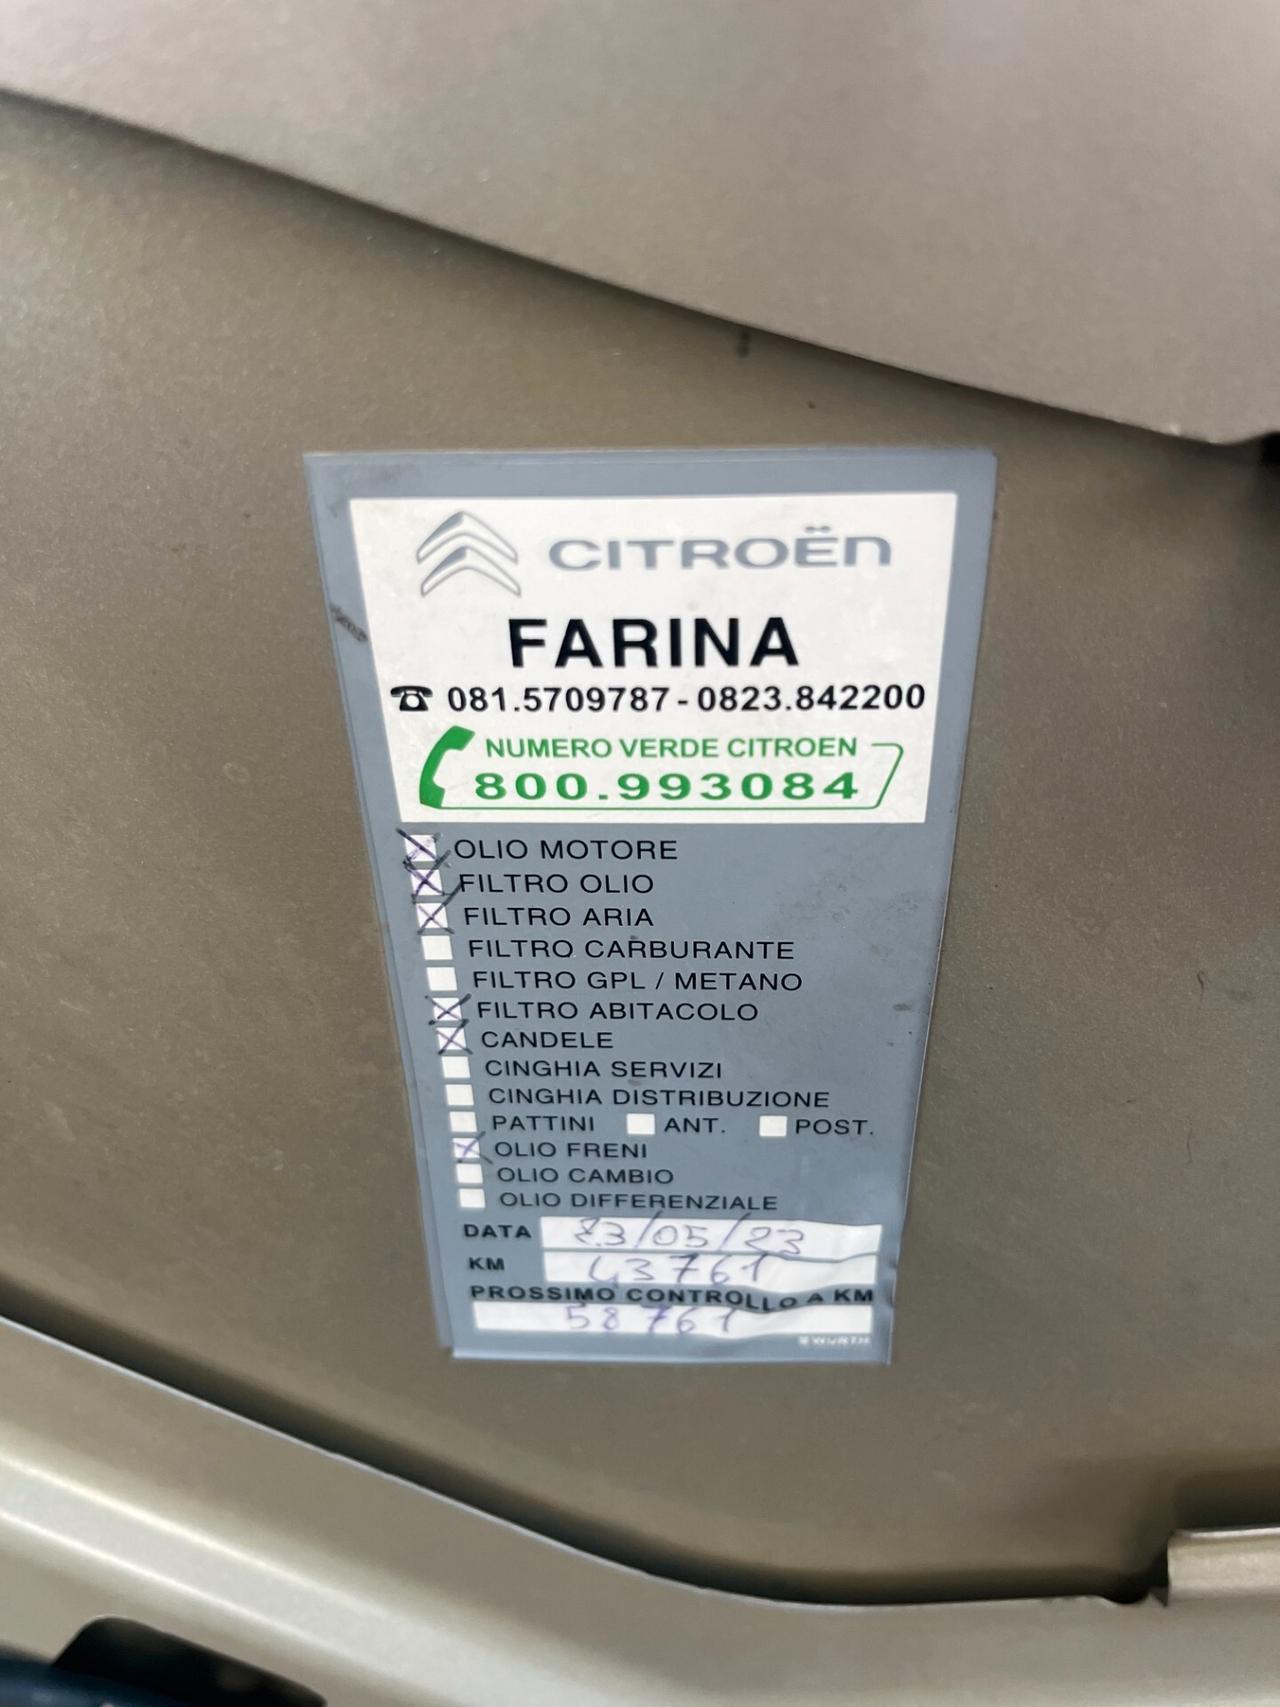 CITROËN
FARINA
☎ 081.5709787 - 0823.842200
NUMERO VERDE CITROEN
800.993084
OLIO MOTORE
FILTRO OLIO
FILTRO ARIA
FILTRO CARBURANTE
FILTRO GPL / METANO
FILTRO ABITACOLO
CANDELE
CINGHIA SERVIZI
CINGHIA DISTRIBUZIONE
PATTINI ANT. POST.
OLIO FRENI
OLIO CAMBIO
OLIO DIFFERENZIALE
DATA 23/05/23
KM 43761
PROSSIMO CONTROLLO A KM
58761
WÜRTH